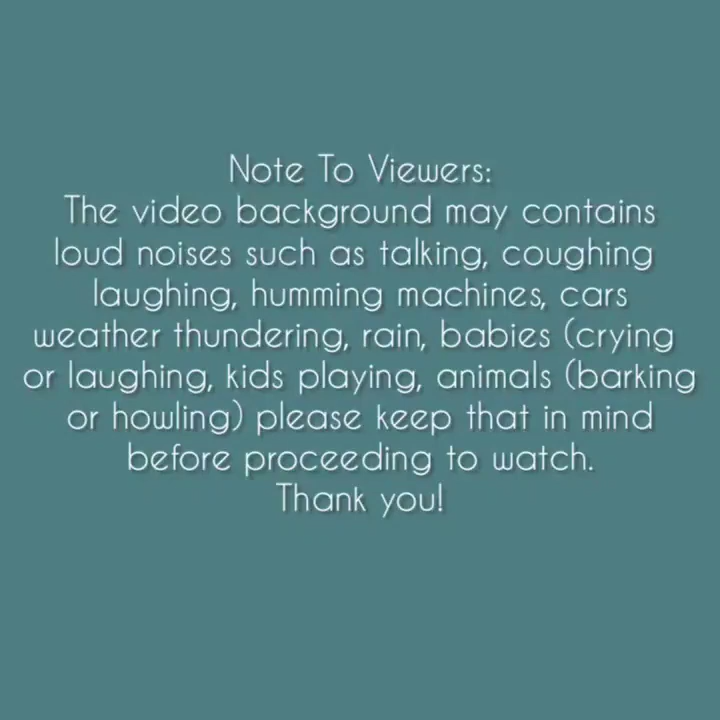 Note To Viewers:
The video background may contains
loud noises such as talking, coughing
laughing, humming machines, cars
weather thundering, rain, babies (crying
or laughing, kids playing, animals (barking
or howling) please keep that in mind
before proceeding to watch.
Thank you!